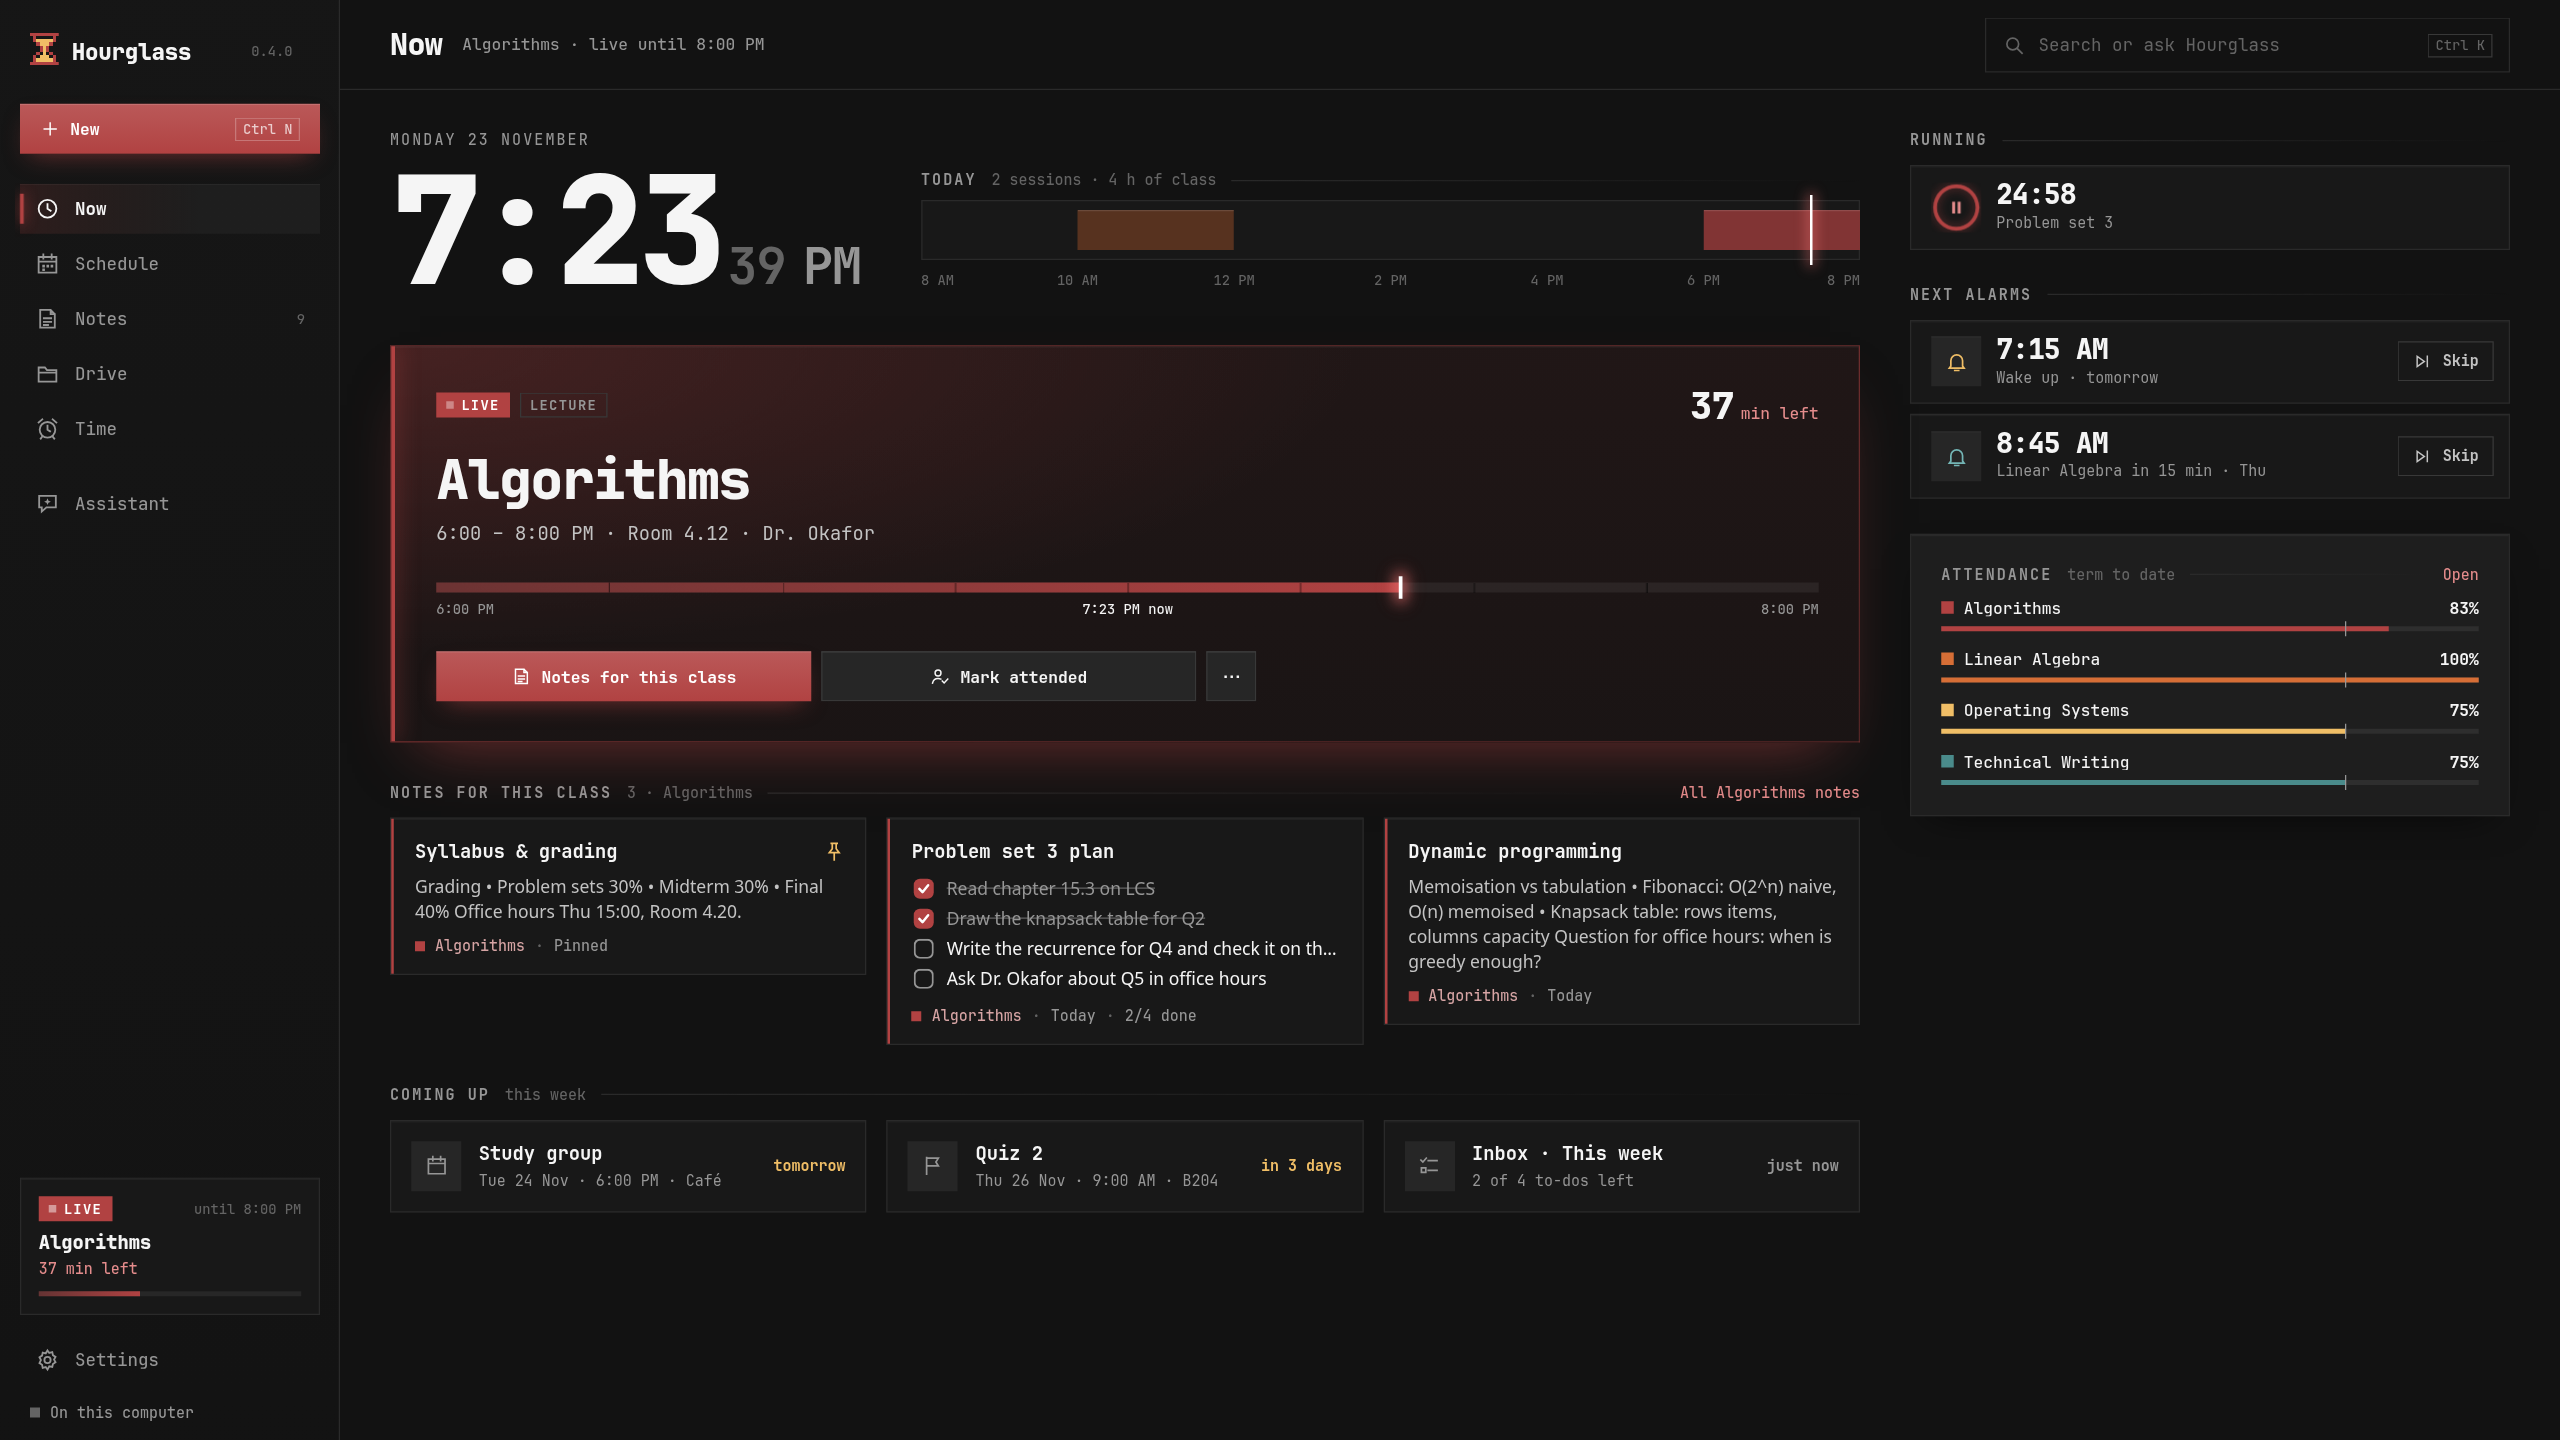 Hourglass 0.4.0
New Ctrl N
Now
Schedule
Notes 9
Drive
Time
Assistant
LIVE until 8:00 PM
Algorithms
37 min left
Settings
On this computer
Now Algorithms · live until 8:00 PM
Search or ask Hourglass Ctrl K
MONDAY 23 NOVEMBER
7:23 39 PM
TODAY 2 sessions · 4 h of class
8 AM 10 AM 12 PM 2 PM 4 PM 6 PM 8 PM
LIVE LECTURE
37 min left
Algorithms
6:00 – 8:00 PM · Room 4.12 · Dr. Okafor
6:00 PM 7:23 PM now 8:00 PM
Notes for this class Mark attended ...
NOTES FOR THIS CLASS 3 · Algorithms All Algorithms notes
Syllabus & grading
Grading • Problem sets 30% • Midterm 30% • Final
40% Office hours Thu 15:00, Room 4.20.
Algorithms · Pinned
Problem set 3 plan
Read chapter 15.3 on LCS
Draw the knapsack table for Q2
Write the recurrence for Q4 and check it on th...
Ask Dr. Okafor about Q5 in office hours
Algorithms · Today · 2/4 done
Dynamic programming
Memoisation vs tabulation • Fibonacci: O(2^n) naive,
O(n) memoised • Knapsack table: rows items,
columns capacity Question for office hours: when is
greedy enough?
Algorithms · Today
COMING UP this week
Study group
Tue 24 Nov · 6:00 PM · Café
tomorrow
Quiz 2
Thu 26 Nov · 9:00 AM · B204
in 3 days
Inbox · This week
2 of 4 to-dos left
just now
RUNNING
24:58
Problem set 3
NEXT ALARMS
7:15 AM
Wake up · tomorrow
Skip
8:45 AM
Linear Algebra in 15 min · Thu
Skip
ATTENDANCE term to date Open
Algorithms 83%
Linear Algebra 100%
Operating Systems 75%
Technical Writing 75%